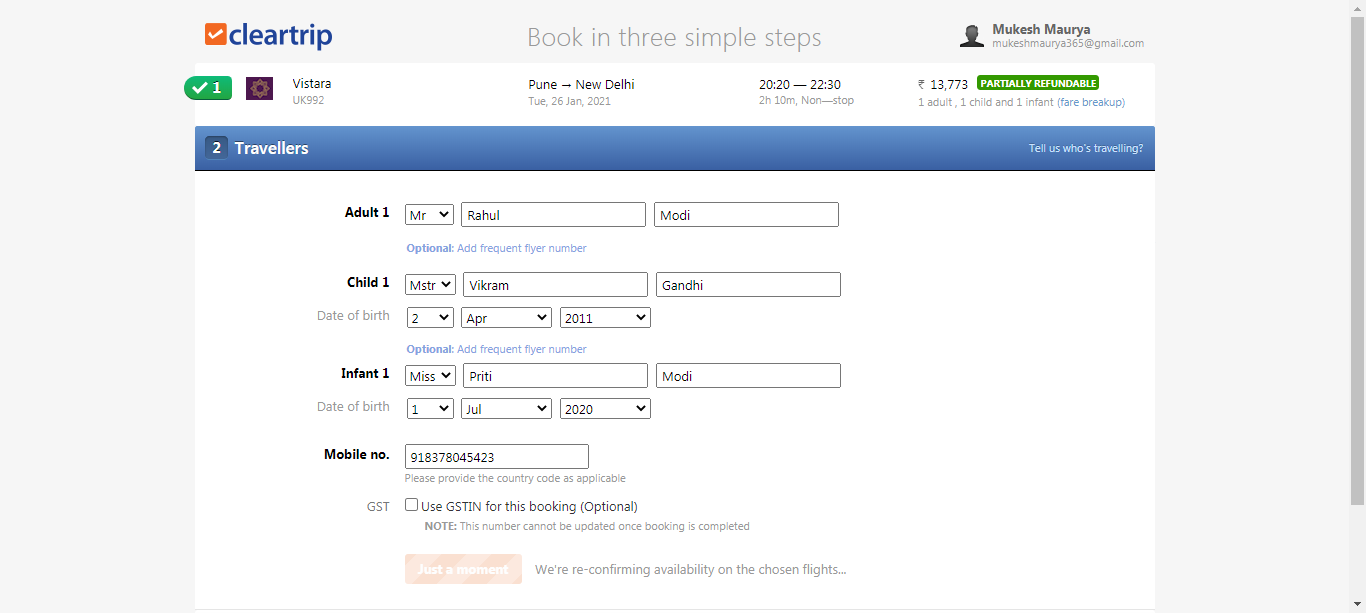 cleartrip
Book in three simple steps
Mukesh Maurya
mukeshmaurya365@gmail.com
1
Vistara
UK992
Pune → New Delhi
Tue, 26 Jan, 2021
20:20 — 22:30
2h 10m, Non—stop
₹ 13,773 PARTIALLY REFUNDABLE
1 adult , 1 child and 1 infant (fare breakup)
2 Travellers
Tell us who's travelling?
Adult 1 Mr Rahul Modi
Optional: Add frequent flyer number
Child 1 Mstr Vikram Gandhi
Date of birth 2 Apr 2011
Optional: Add frequent flyer number
Infant 1 Miss Priti Modi
Date of birth 1 Jul 2020
Mobile no. 918378045423
Please provide the country code as applicable
GST Use GSTIN for this booking (Optional)
NOTE: This number cannot be updated once booking is completed
Just a moment We're re-confirming availability on the chosen flights...